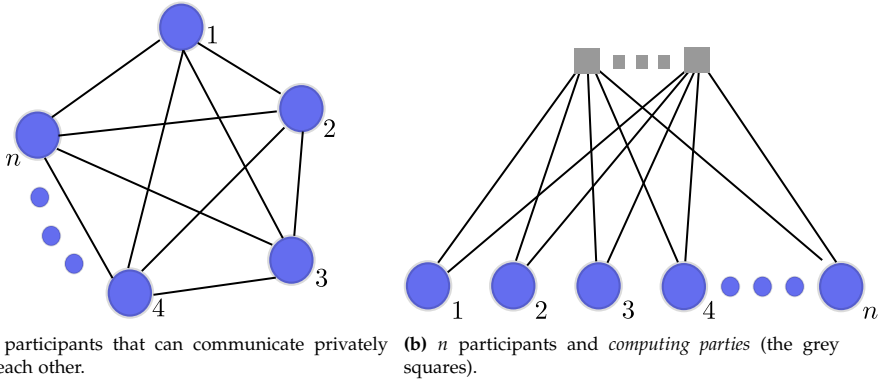 1
2
n
3
4
participants that can communicate privately
each other.
1
2
3
4
n
(b) n participants and computing parties (the grey
squares).